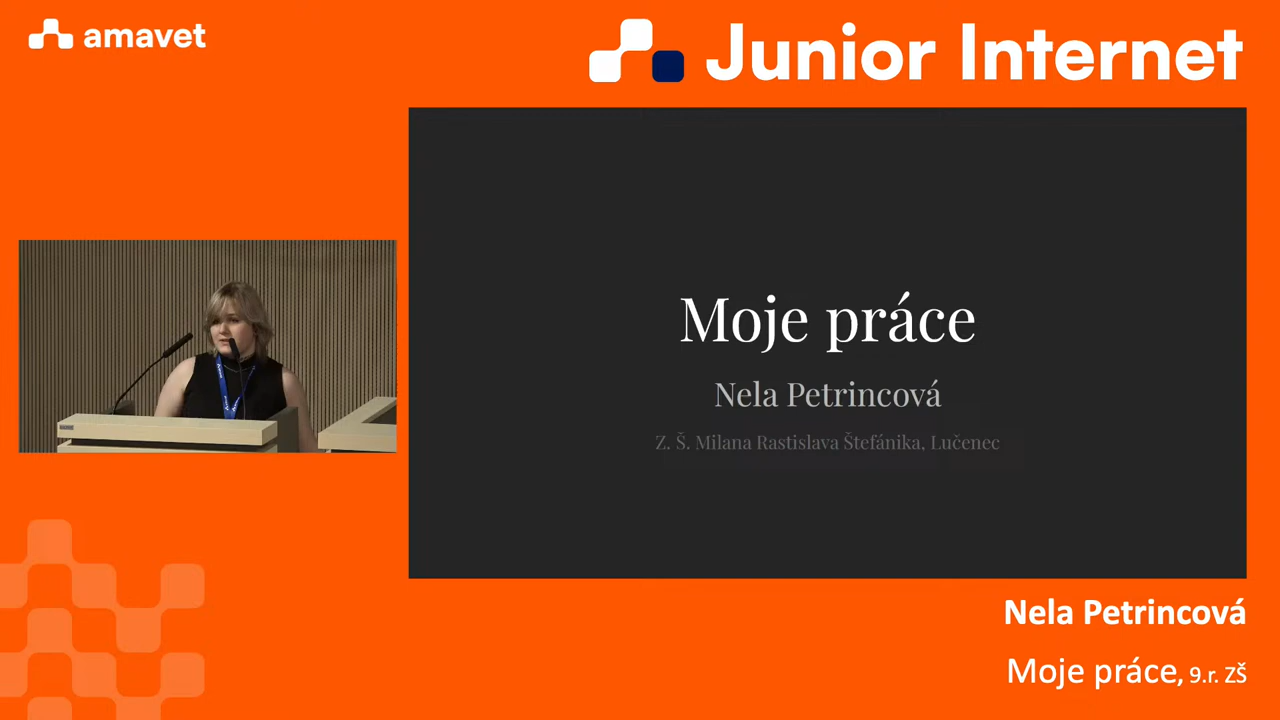 amavet
Junior Internet
Moje práce
Nela Petrincová
Z. Š. Milana Rastislava Štefánika, Lučenec
Nela Petrincová
Moje práce, 9.r. ZŠ